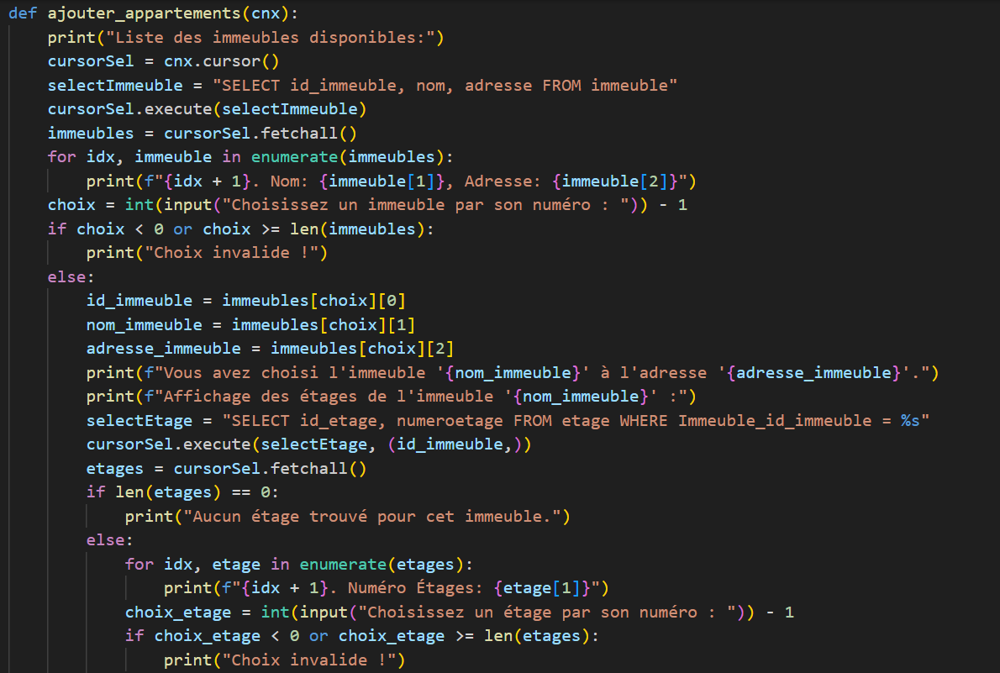 def ajouter_appartements(cnx):
    print("Liste des immeubles disponibles:")
    cursorSel = cnx.cursor()
    selectImmeuble = "SELECT id_immeuble, nom, adresse FROM immeuble"
    cursorSel.execute(selectImmeuble)
    immeubles = cursorSel.fetchall()
    for idx, immeuble in enumerate(immeubles):
        print(f"{idx + 1}. Nom: {immeuble[1]}, Adresse: {immeuble[2]}")
    choix = int(input("Choisissez un immeuble par son numéro : ")) - 1
    if choix < 0 or choix >= len(immeubles):
        print("Choix invalide !")
    else:
        id_immeuble = immeubles[choix][0]
        nom_immeuble = immeubles[choix][1]
        adresse_immeuble = immeubles[choix][2]
        print(f"Vous avez choisi l'immeuble '{nom_immeuble}' à l'adresse '{adresse_immeuble}'.")
        print(f"Affichage des étages de l'immeuble '{nom_immeuble}' :")
        selectEtage = "SELECT id_etage, numeroetage FROM etage WHERE Immeuble_id_immeuble = %s"
        cursorSel.execute(selectEtage, (id_immeuble,))
        etages = cursorSel.fetchall()
        if len(etages) == 0:
            print("Aucun étage trouvé pour cet immeuble.")
        else:
            for idx, etage in enumerate(etages):
                print(f"{idx + 1}. Numéro Étages: {etage[1]}")
            choix_etage = int(input("Choisissez un étage par son numéro : ")) - 1
            if choix_etage < 0 or choix_etage >= len(etages):
                print("Choix invalide !")